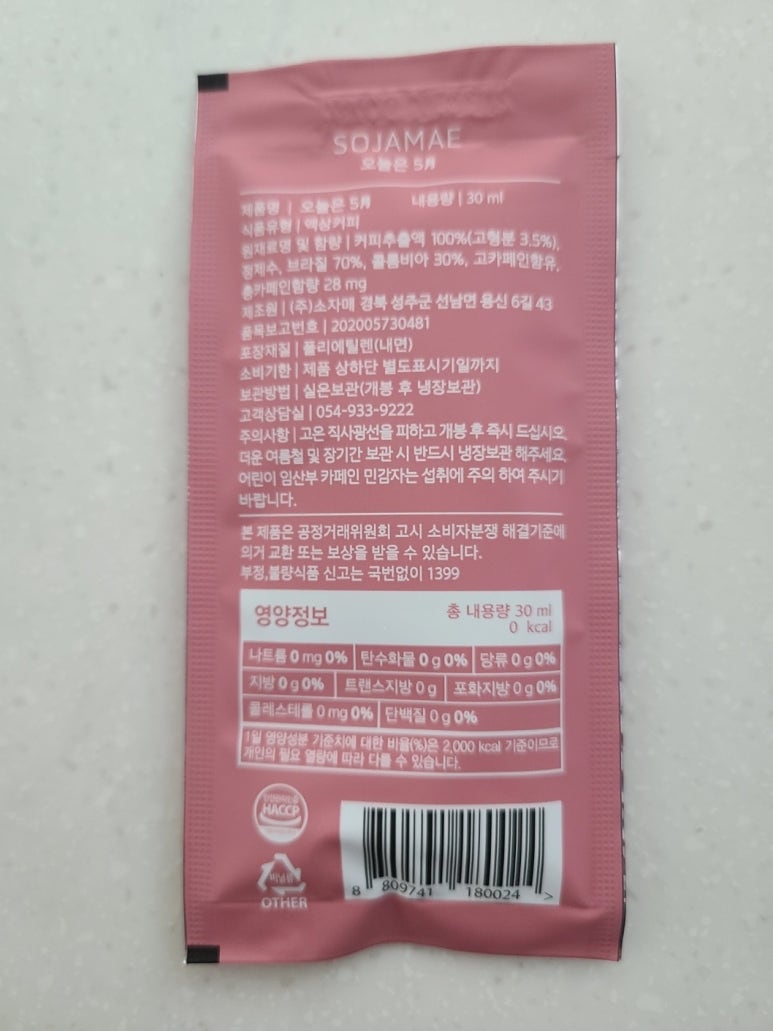 SOJAMAE
오늘은 5月
제품명 | 오늘은 5月 내용량 | 30 ml
식품유형 | 액상커피
원재료명 및 함량 | 커피추출액 100%(고형분 3.5%),
정제수, 브라질 70%, 콜롬비아 30%, 고카페인함유,
총카페인함량 28 mg
제조원 | (주)소자매 경북 성주군 선남면 용신 6길 43
품목보고번호 | 202005730481
포장재질 | 폴리에틸렌(내면)
소비기한 | 제품 상하단 별도표시기일까지
보관방법 | 실온보관(개봉 후 냉장보관)
고객상담실 | 054-933-9222
주의사항 | 고온 직사광선을 피하고 개봉 후 즉시 드십시오.
더운 여름철 및 장기간 보관 시 반드시 냉장보관 해주세요.
어린이 임산부 카페인 민감자는 섭취에 주의 하여 주시기
바랍니다.
본 제품은 공정거래위원회 고시 소비자분쟁 해결기준에
의거 교환 또는 보상을 받을 수 있습니다.
부정,불량식품 신고는 국번없이 1399
영양정보 총 내용량 30 ml
0 kcal
나트륨 0 mg 0% 탄수화물 0 g 0% 당류 0 g 0%
지방 0 g 0% 트랜스지방 0 g 포화지방 0 g 0%
콜레스테롤 0 mg 0% 단백질 0 g 0%
1일 영양성분 기준치에 대한 비율(%)은 2,000 kcal 기준이므로
개인의 필요 열량에 따라 다를 수 있습니다.
HACCP
비닐류
OTHER
8 809741 180024 >